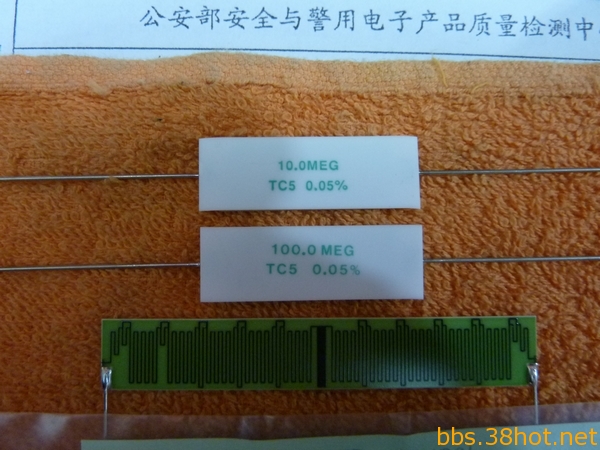 公安部安全与警用电子产品质量检测中
10.0MEG
TC5 0.05%
100.0 MEG
TC5 0.05%
bbs.38hot.net